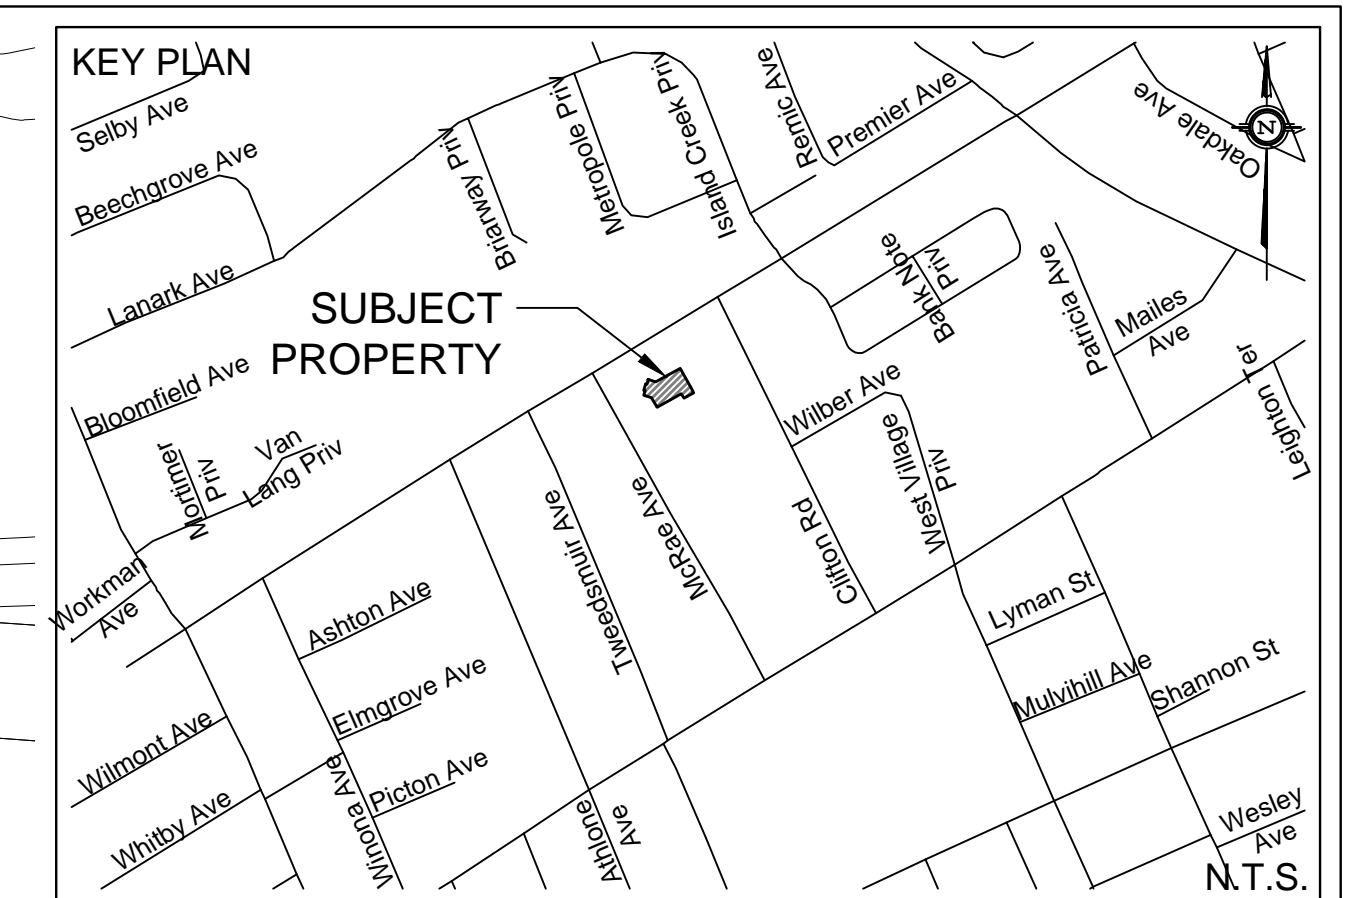 KEY PLAN
Selby Ave
Beechgrove Ave
Lanark Ave
Briarway Priv
Metropole Priv
Island Creek Priv
Remic Ave
Premier Ave
Oakdale Ave
N
SUBJECT
PROPERTY
Bank Note
Priv
Patricia Ave
Mailes
Ave
Leighton Ter
Bloomfield Ave
Mortimer
Priv
Van
Lang Priv
Wilber Ave
West Village
Priv
Clifton Rd
McRae Ave
Tweedsmuir Ave
Workman
Ave
Ashton Ave
Elmgrove Ave
Picton Ave
Wilmont Ave
Whitby Ave
Winona Ave
Athlone
Ave
Lyman St
Mulvihill Ave
Shannon St
Wesley
Ave
N.T.S.